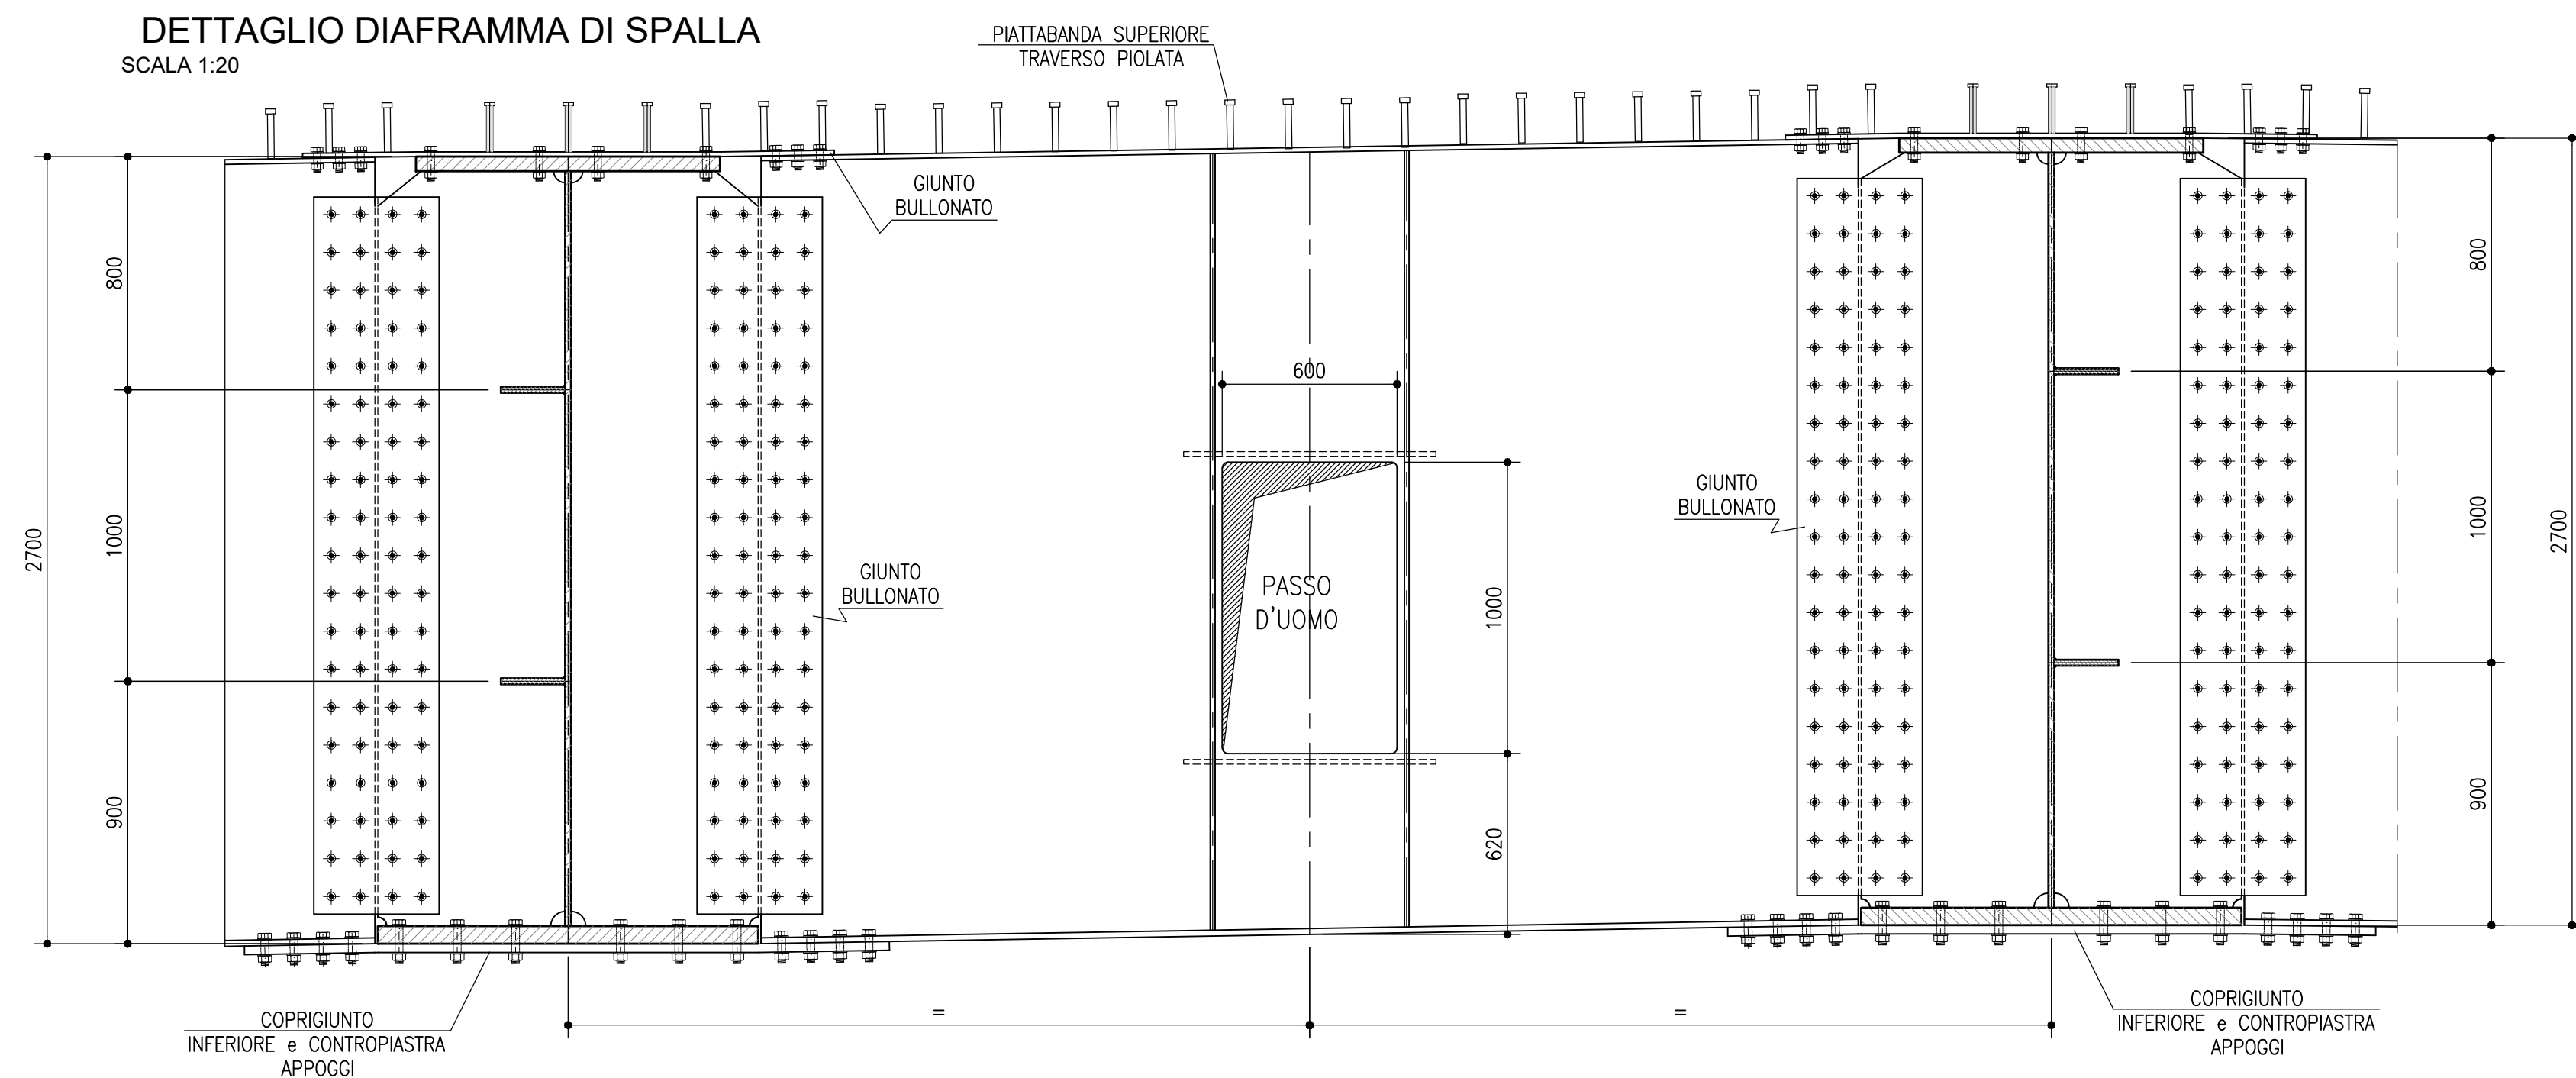 DETTAGLIO DIAFRAMMA DI SPALLA
SCALA 1:20
PIATTABANDA SUPERIORE
TRAVERSO PIOLATA
GIUNTO
BULLONATO
800
1000
900
2700
GIUNTO
BULLONATO
600
PASSO
D'UOMO
1000
620
GIUNTO
BULLONATO
800
1000
900
2700
=
=
COPRIGIUNTO
INFERIORE e CONTROPIASTRA
APPOGGI
COPRIGIUNTO
INFERIORE e CONTROPIASTRA
APPOGGI